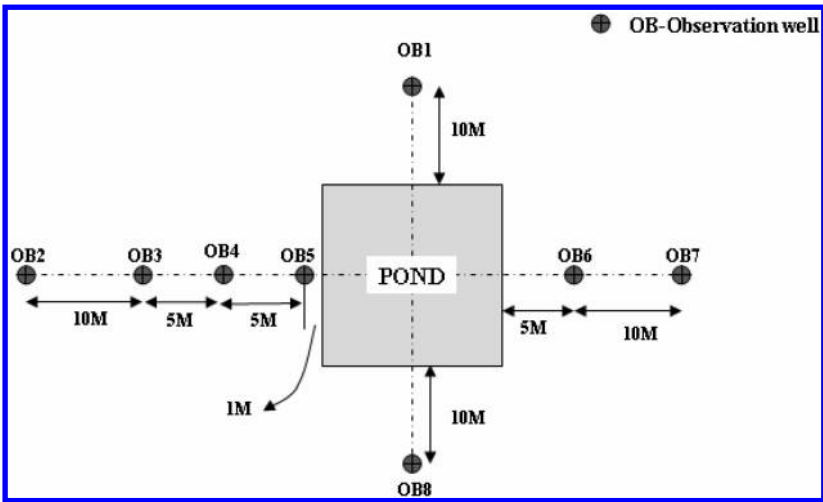 OB-Observation well
OB1
10M
OB2
OB3
OB4
OB5
POND
OB6
OB7
10M
5M
5M
5M
10M
1M
10M
OB8